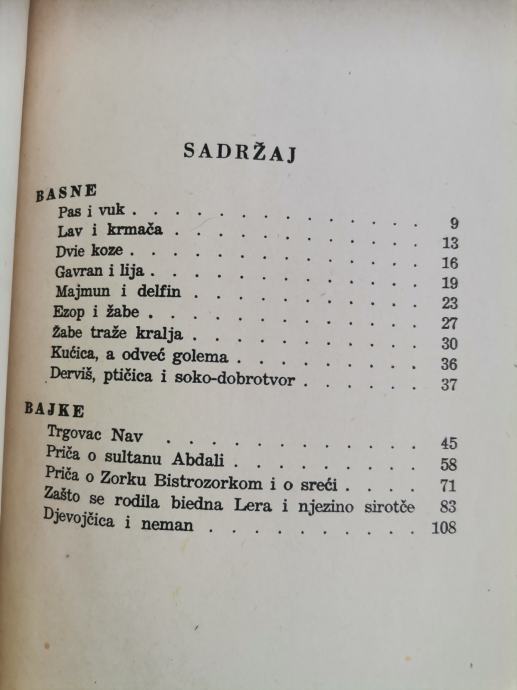 SADRŽAJ
BASNE
Pas i vuk . . . . . . . . . . . . . . 9
Lav i krmača . . . . . . . . . . . . 13
Dvie koze . . . . . . . . . . . . . . 16
Gavran i lija . . . . . . . . . . . . . 19
Majmun i delfin . . . . . . . . . . . 23
Ezop i žabe . . . . . . . . . . . . . 27
Žabe traže kralja . . . . . . . . . . 30
Kućica, a odveć golema . . . . . . . . 36
Derviš, ptičica i soko-dobrotvor . . . . . . 37
BAJKE
Trgovac Nav . . . . . . . . . . . . 45
Priča o sultanu Abdali . . . . . . . . . 58
Priča o Zorku Bistrozorkom i o sreći . . . . 71
Zašto se rodila biedna Lera i njezino sirotče 83
Djevojčica i neman . . . . . . . . . . 108